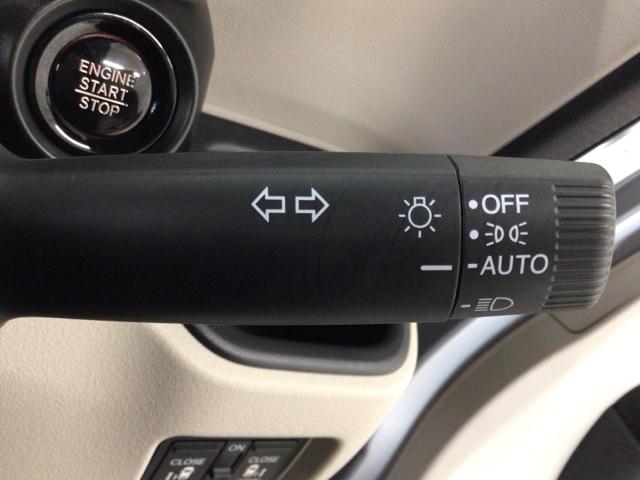 ENGINE
START
STOP
OFF
AUTO
ON
CLOSE
CLOSE